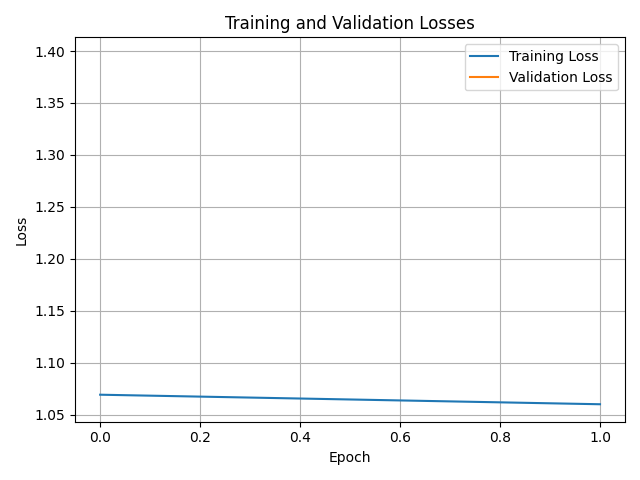 Training and Validation Losses
Training Loss
Validation Loss
1.40
1.35
1.30
1.25
1.20
1.15
1.10
1.05
Loss
0.0 0.2 0.4 0.6 0.8 1.0
Epoch